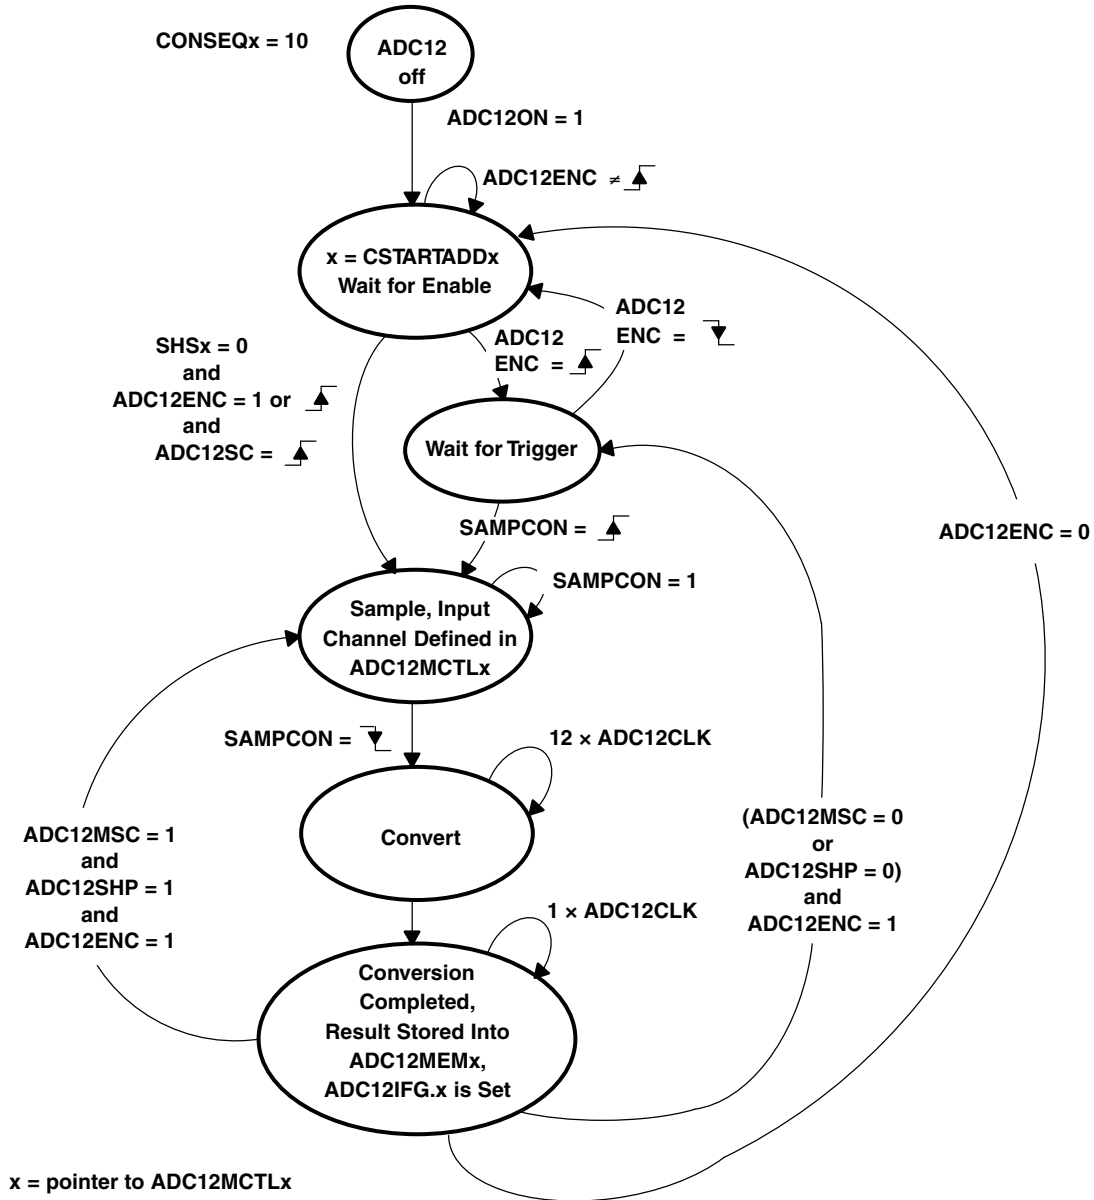 CONSEQx = 10
ADC12
off
ADC12ON = 1
ADC12ENC ≠
x = CSTARTADDx
Wait for Enable
ADC12
ENC =
ADC12
ENC =
SHSx = 0
and
ADC12ENC = 1 or
and
ADC12SC =
Wait for Trigger
SAMPCON =
ADC12ENC = 0
SAMPCON = 1
Sample, Input
Channel Defined in
ADC12MCTLx
SAMPCON =
12 × ADC12CLK
Convert
(ADC12MSC = 0
or
ADC12SHP = 0)
and
ADC12ENC = 1
ADC12MSC = 1
and
ADC12SHP = 1
and
ADC12ENC = 1
1 × ADC12CLK
Conversion
Completed,
Result Stored Into
ADC12MEMx,
ADC12IFG.x is Set
x = pointer to ADC12MCTLx